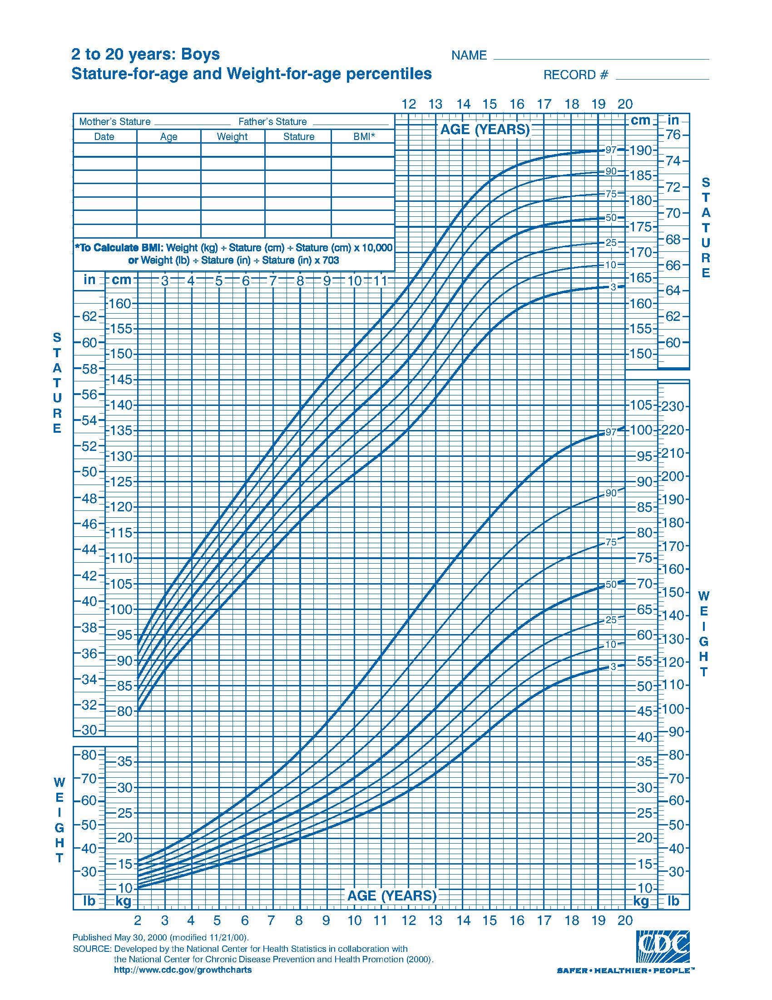 2 to 20 years: Boys
NAME
Stature-for-age and Weight-for-age percentiles
RECORD #
12 13 14 15 16 17 18 19 20
Mother's Stature Father's Stature
Date Age Weight Stature BMI*
*To Calculate BMI: Weight (kg) ÷ Stature (cm) ÷ Stature (cm) x 10,000
or Weight (lb) ÷ Stature (in) ÷ Stature (in) x 703
AGE (YEARS)
cm in
76
97 190
74
90 185
72
75 180
70
50 175
68
25 170
66
10 165
64
3
160
62
155
60
150
S
T
A
T
U
R
E
in cm 3 4 5 6 7 8 9 10 11
160
62
155
60
150
58
145
56
140
54
135
52
130
50
125
48
120
46
115
44
110
42
105
40
100
38
95
36
90
34
85
32
80
30
S
T
A
T
U
R
E
105 230
97 100 220
95 210
90 200
90 190
85
180
80
75 170
75
160
50 70
150
65 140
25
60 130
10
55 120
3
50 110
45 100
40 90
80
35
70
30
60
25
50
20
40
15
30
10
kg lb
W
E
I
G
H
T
80
35
70
30
60
25
50
20
40
15
30
10
lb kg
W
E
I
G
H
T
AGE (YEARS)
2 3 4 5 6 7 8 9 10 11 12 13 14 15 16 17 18 19 20
Published May 30, 2000 (modified 11/21/00).
SOURCE: Developed by the National Center for Health Statistics in collaboration with
the National Center for Chronic Disease Prevention and Health Promotion (2000).
http://www.cdc.gov/growthcharts
CDC
SAFER • HEALTHIER • PEOPLE™